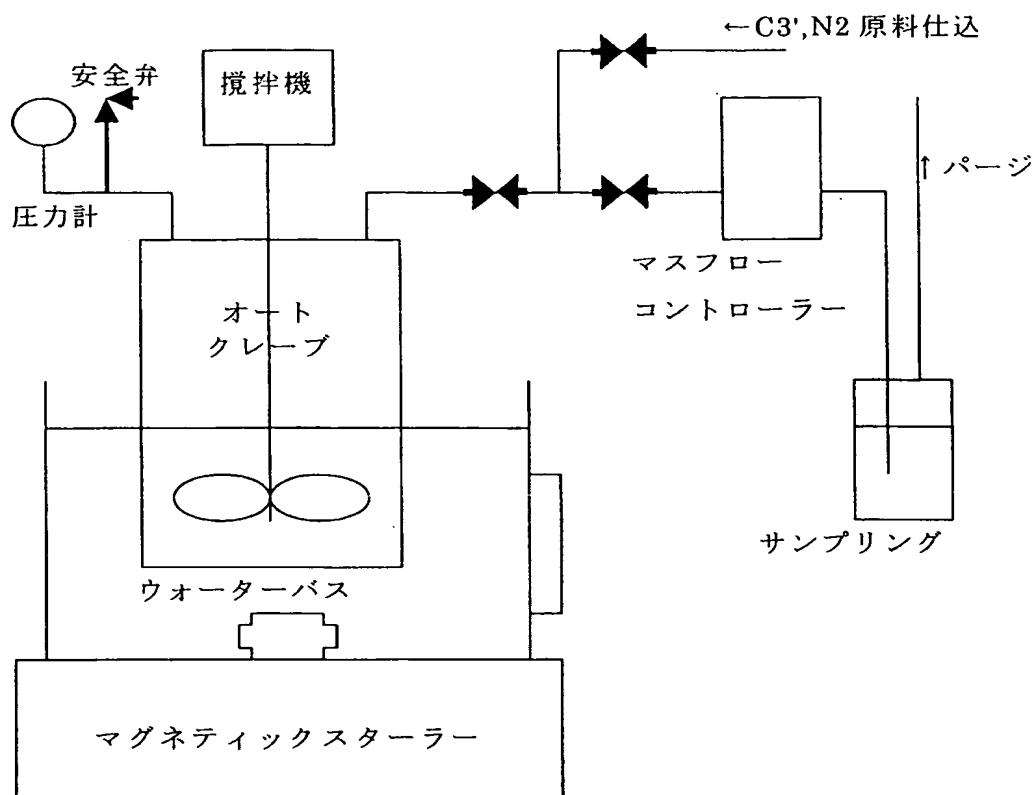 ←C3',N2 原料仕込
安全弁
撹拌機
↑ パージ
圧力計
マスフロー
コントローラー
オート
クレーブ
サンプリング
ウォーターバス
マグネティックスターラー